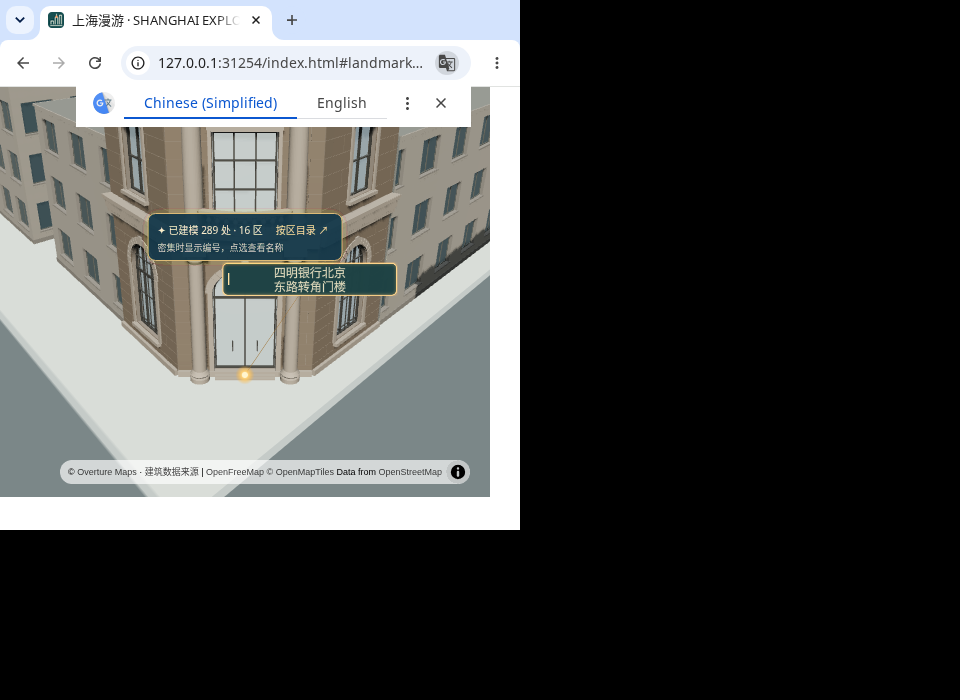 上海漫游 · SHANGHAI EXPLO
127.0.0.1:31254/index.html#landmark...
Chinese (Simplified) English
✦ 已建模 289 处 · 16 区 按区目录 ↗
密集时显示编号，点选查看名称
四明银行北京
东路转角门楼
© Overture Maps · 建筑数据来源 | OpenFreeMap © OpenMapTiles Data from OpenStreetMap